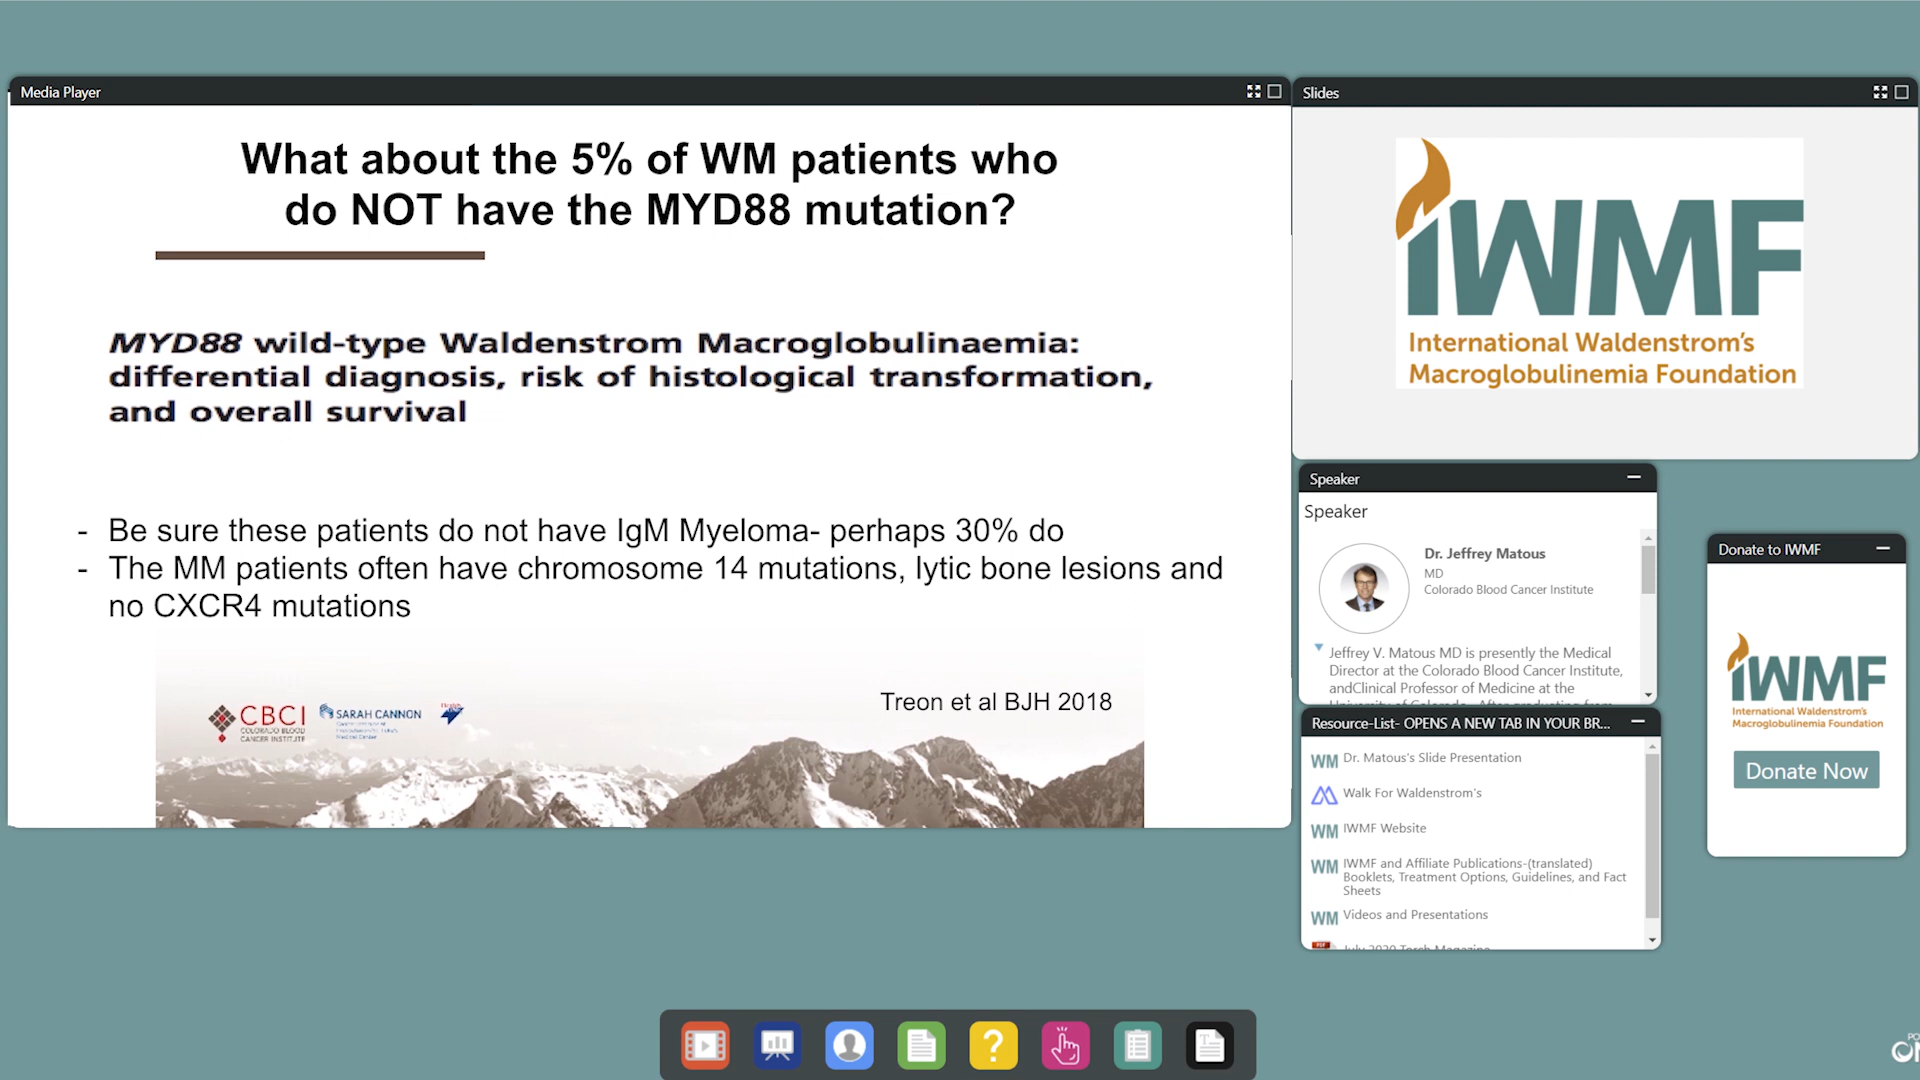 Media Player
What about the 5% of WM patients who
do NOT have the MYD88 mutation?
MYD88 wild-type Waldenstrom Macroglobulinaemia:
differential diagnosis, risk of histological transformation,
and overall survival
- Be sure these patients do not have IgM Myeloma- perhaps 30% do
- The MM patients often have chromosome 14 mutations, lytic bone lesions and
no CXCR4 mutations
Treon et al BJH 2018
CBCI
COLORADO BLOOD
CANCER INSTITUTE
SARAH CANNON
Slides
IWMF
International Waldenstrom's
Macroglobulinemia Foundation
Speaker
Speaker
Dr. Jeffrey Matous
MD
Colorado Blood Cancer Institute
Jeffrey V. Matous MD is presently the Medical
Director at the Colorado Blood Cancer Institute,
andClinical Professor of Medicine at the
University of Colorado. After graduating from
Resource-List- OPENS A NEW TAB IN YOUR BR...
WM Dr. Matous's Slide Presentation
Walk For Waldenstrom's
WM IWMF Website
WM IWMF and Affiliate Publications-(translated)
Booklets, Treatment Options, Guidelines, and Fact
Sheets
WM Videos and Presentations
PDF July 2020 Torch Magazine
Donate to IWMF
IWMF
International Waldenstrom's
Macroglobulinemia Foundation
Donate Now